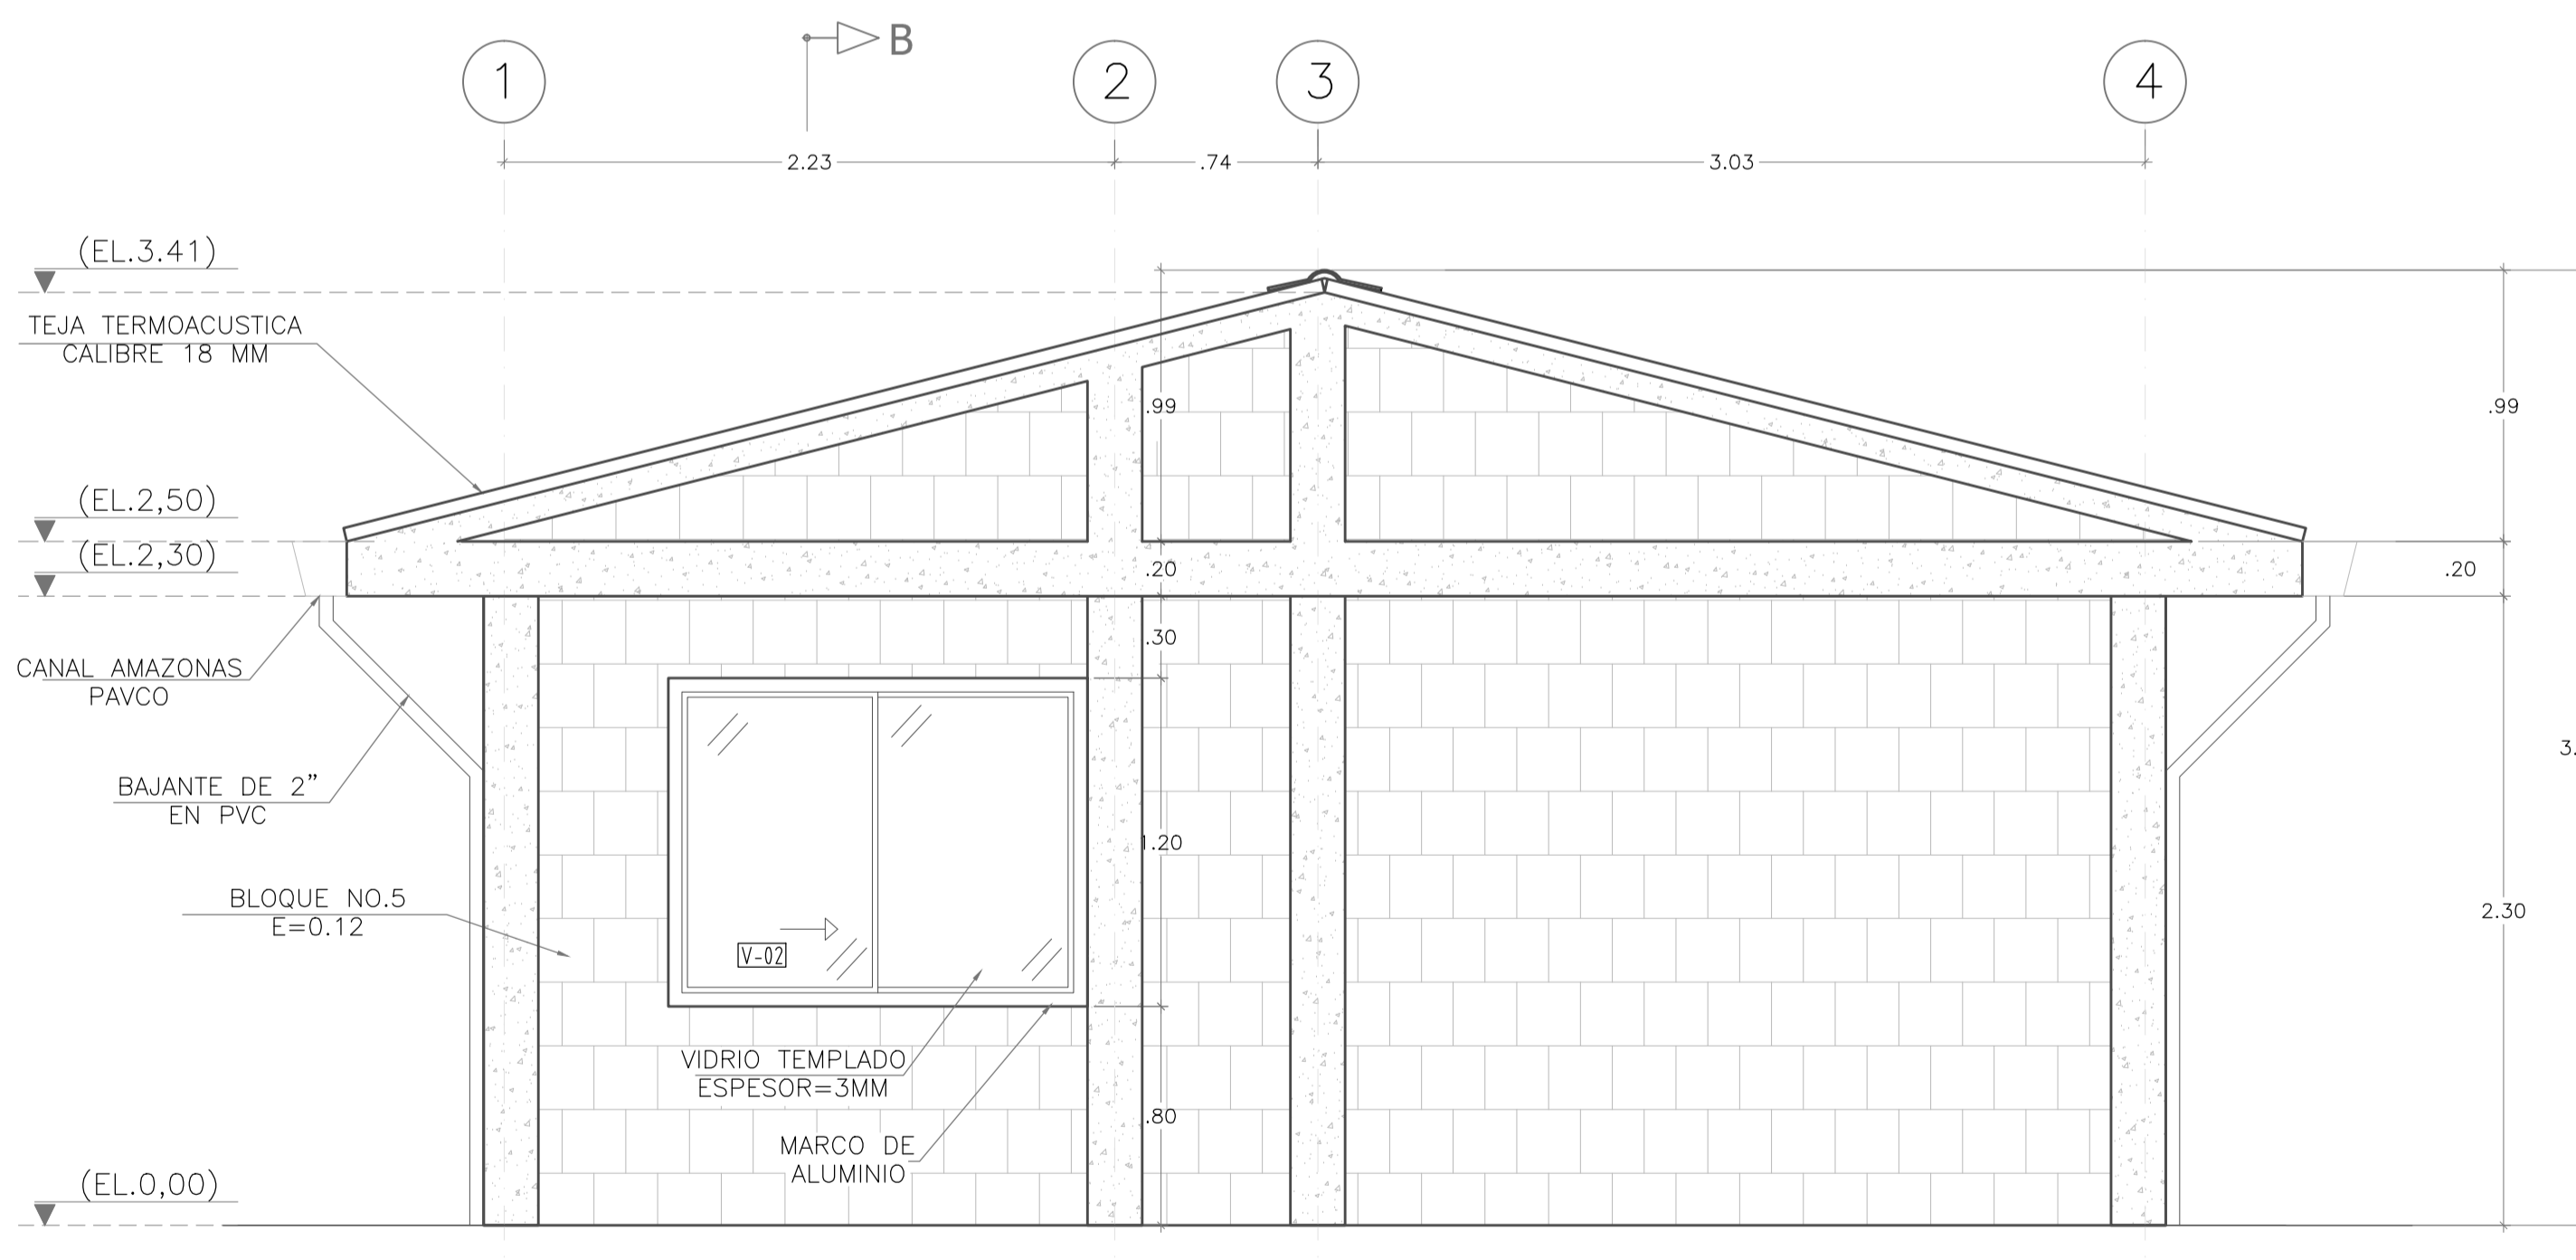 B
1
2
3
4
2.23
.74
3.03
(EL.3.41)
TEJA TERMOACUSTICA
CALIBRE 18 MM
.99
.99
(EL.2,50)
(EL.2,30)
.20
.20
.30
CANAL AMAZONAS
PAVCO
3.
BAJANTE DE 2”
EN PVC
1.20
BLOQUE NO.5
E=0.12
2.30
V-02
VIDRIO TEMPLADO
ESPESOR=3MM
.80
MARCO DE
ALUMINIO
(EL.0,00)